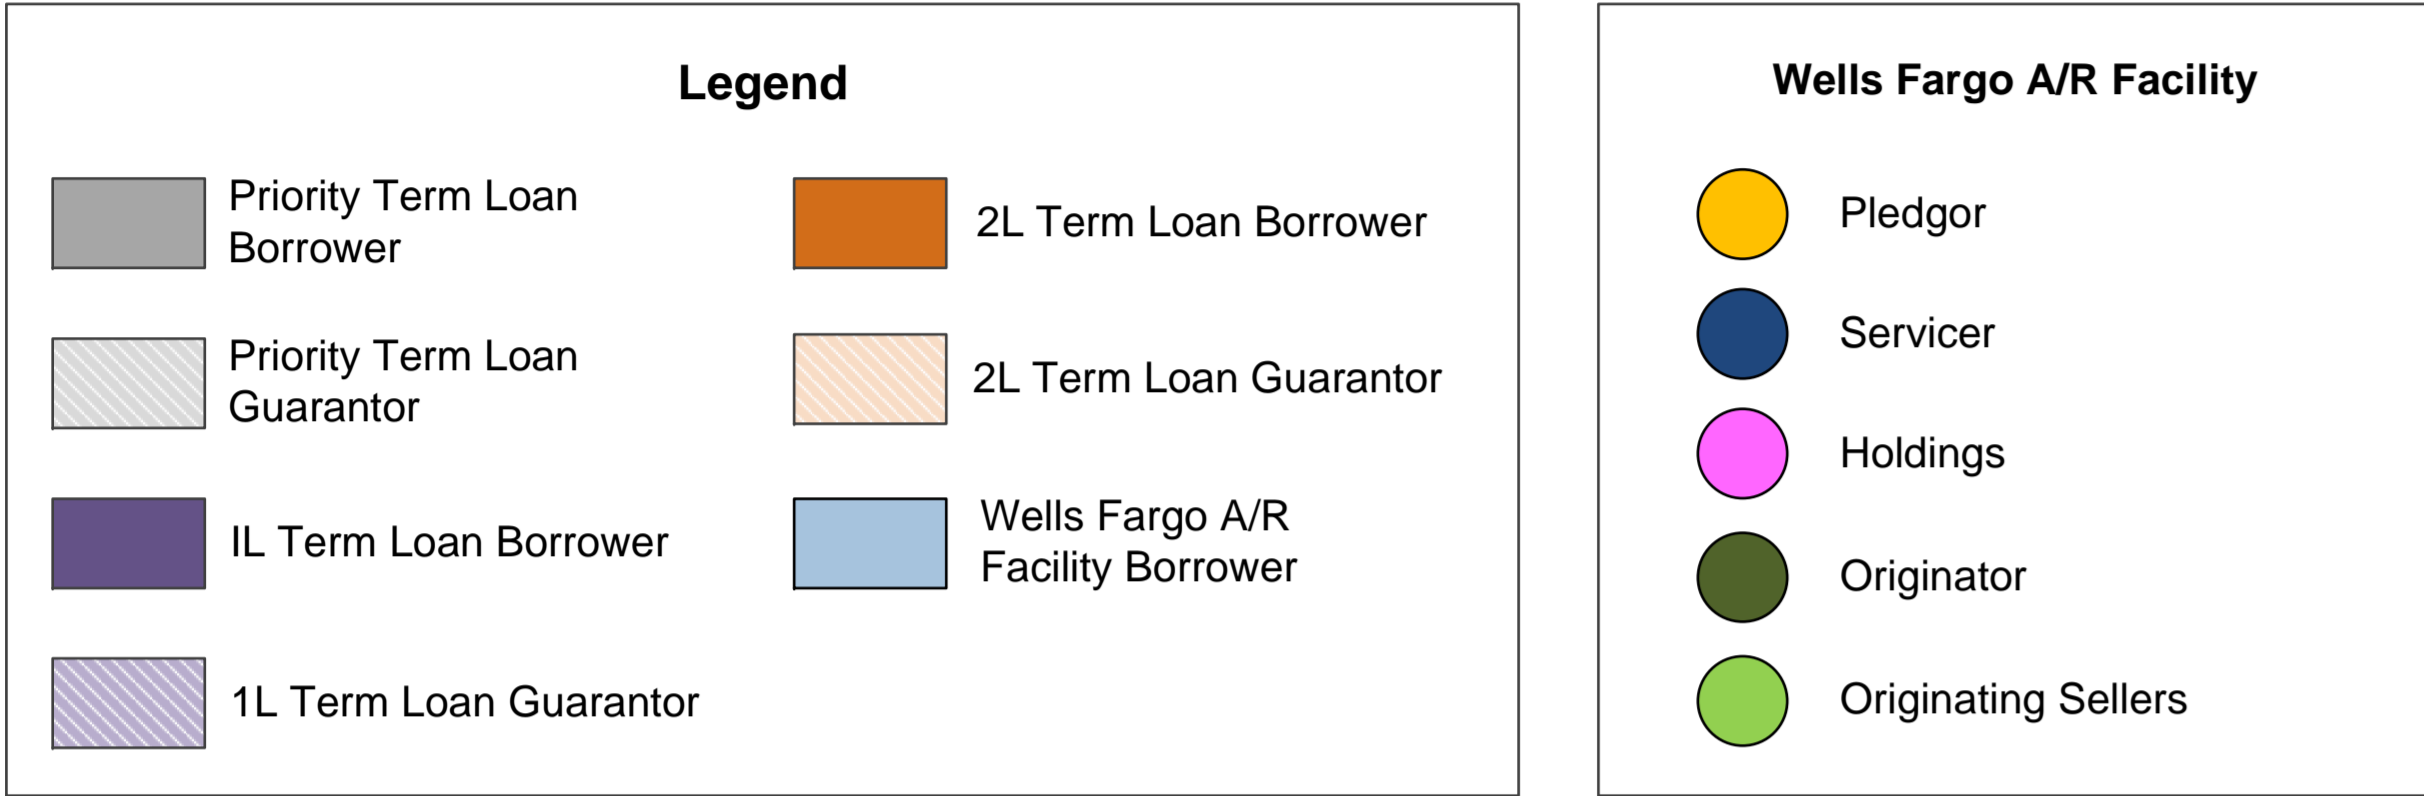 Legend
Priority Term Loan
Borrower
Priority Term Loan
Guarantor
IL Term Loan Borrower
1L Term Loan Guarantor
2L Term Loan Borrower
2L Term Loan Guarantor
Wells Fargo A/R
Facility Borrower
Wells Fargo A/R Facility
Pledgor
Servicer
Holdings
Originator
Originating Sellers